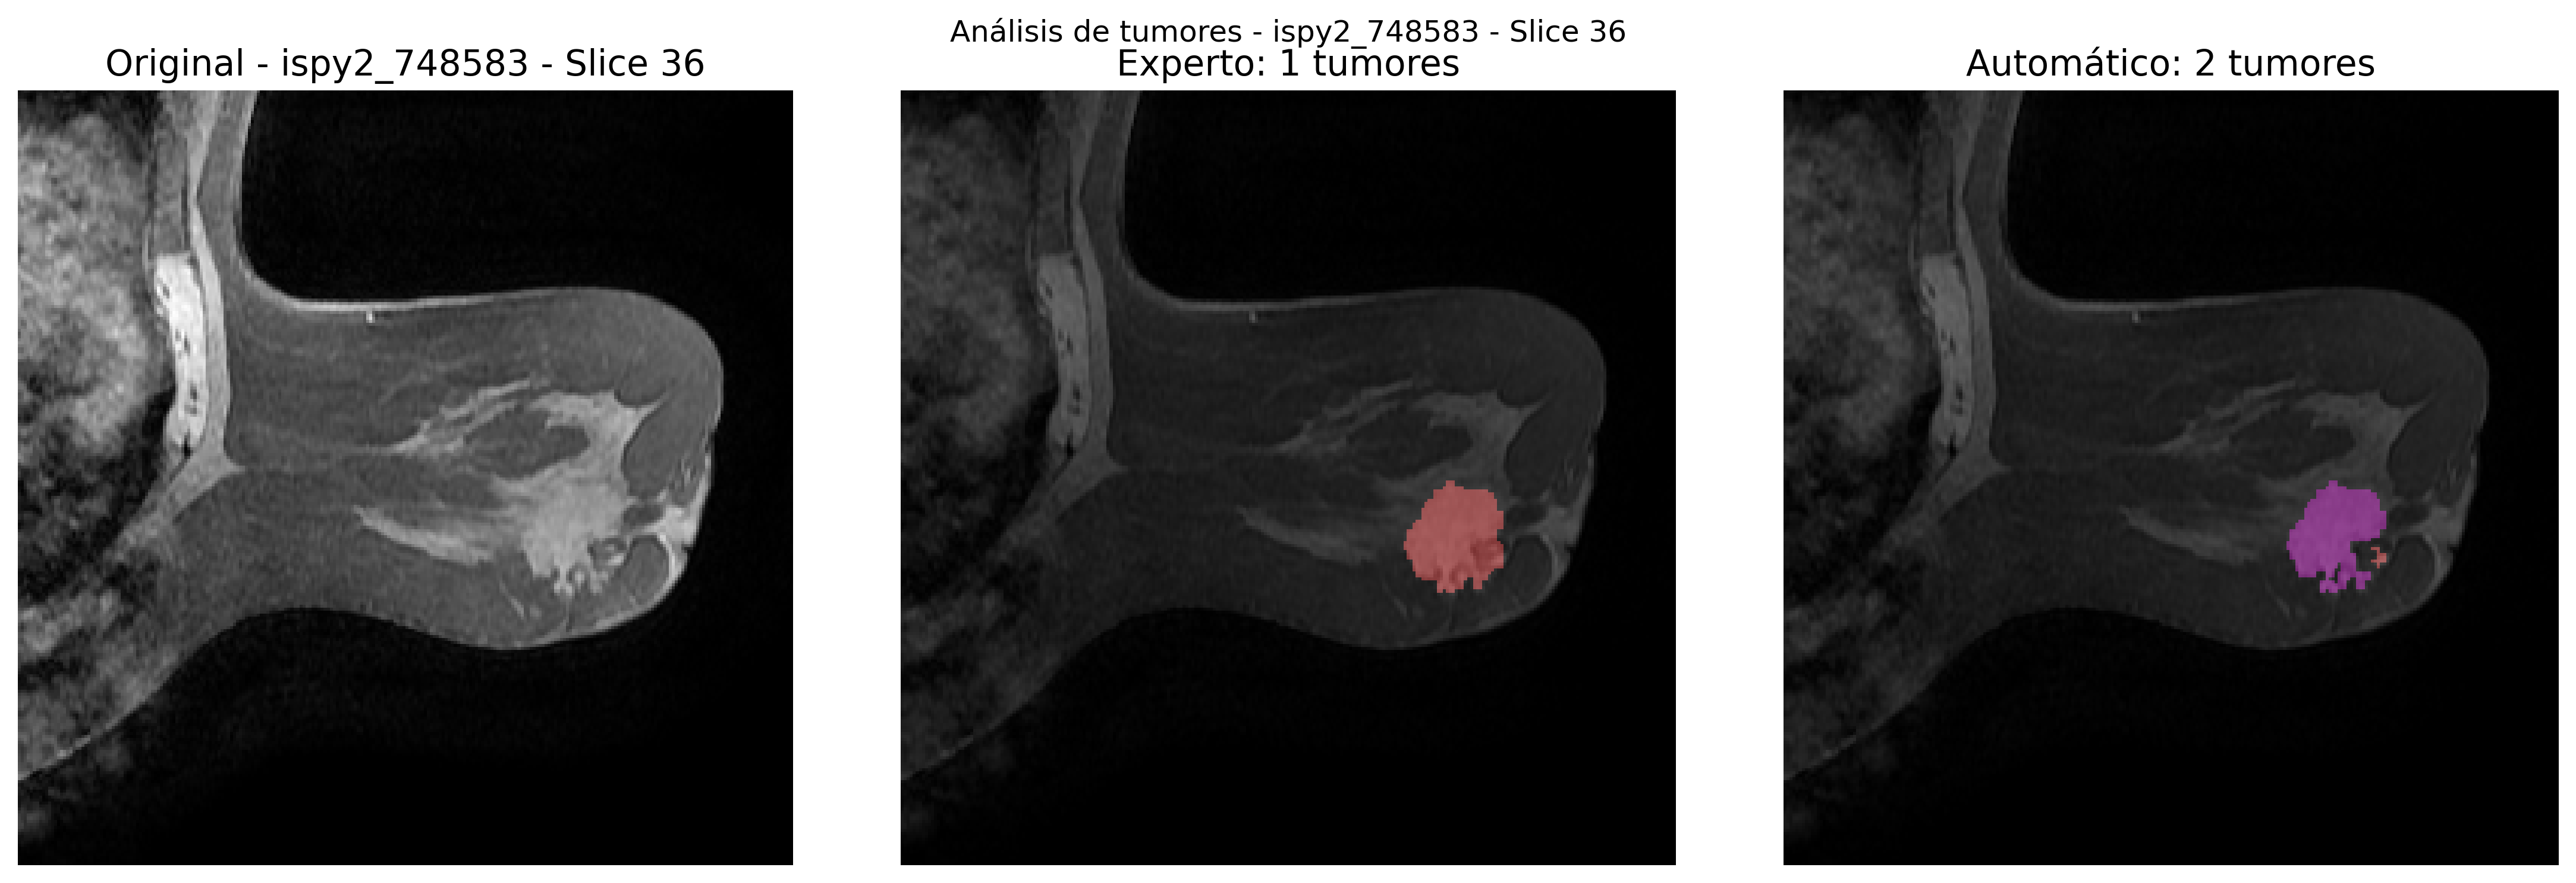 Análisis de tumores - ispy2_748583 - Slice 36
Original - ispy2_748583 - Slice 36
Experto: 1 tumores
Automático: 2 tumores